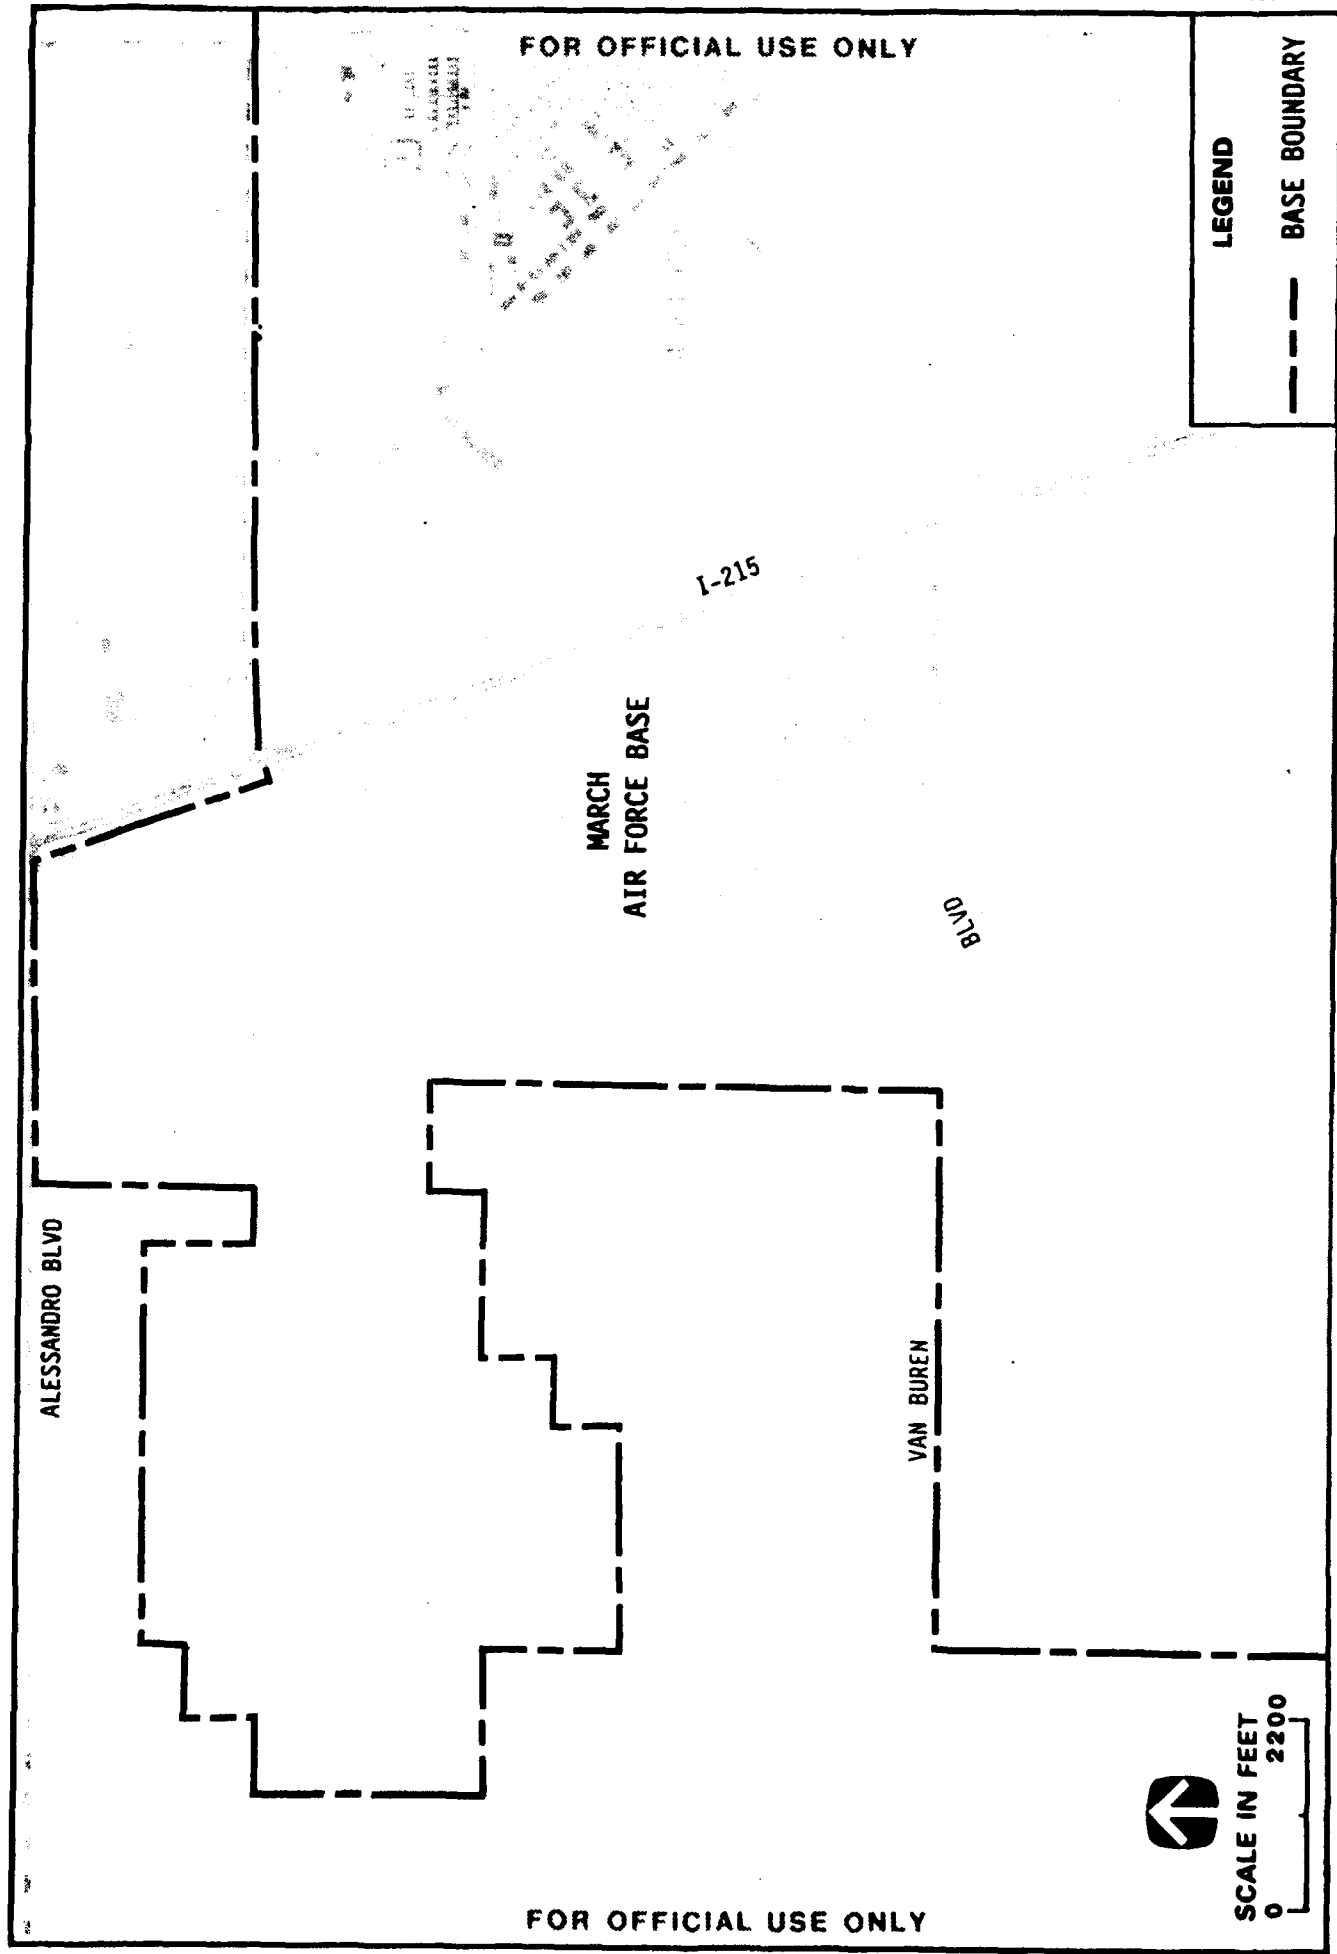 FOR OFFICIAL USE ONLY
ALESSANDRO BLVD
I-215
MARCH
AIR FORCE BASE
VAN BUREN
BLVD
LEGEND
BASE BOUNDARY
SCALE IN FEET
0 2200
FOR OFFICIAL USE ONLY